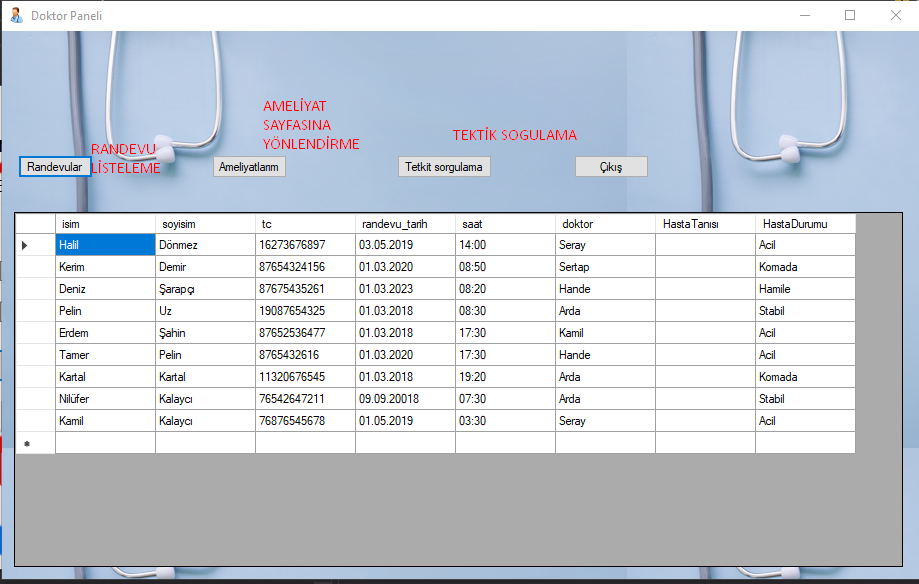 Doktor Paneli
AMELİYAT
SAYFASINA
YÖNLENDİRME
TEKTİK SOGULAMA
RANDEVU
LİSTELEME
Randevular
Ameliyatlarım
Tetkit sorgulama
Çıkış
isim soyisim tc randevu_tarih saat doktor HastaTanısı HastaDurumu
Halil Dönmez 16273676897 03.05.2019 14:00 Seray Acil
Kerim Demir 87654324156 01.03.2020 08:50 Sertap Komada
Deniz Şarapçı 87675435261 01.03.2023 08:20 Hande Hamile
Pelin Uz 19087654325 01.03.2018 08:30 Arda Stabil
Erdem Şahin 87652536477 01.03.2018 17:30 Kamil Acil
Tamer Pelin 8765432616 01.03.2020 17:30 Hande Acil
Kartal Kartal 11320676545 01.03.2018 19:20 Arda Komada
Nilüfer Kalaycı 76542647211 09.09.20018 07:30 Arda Stabil
Kamil Kalaycı 76876545678 01.05.2019 03:30 Seray Acil